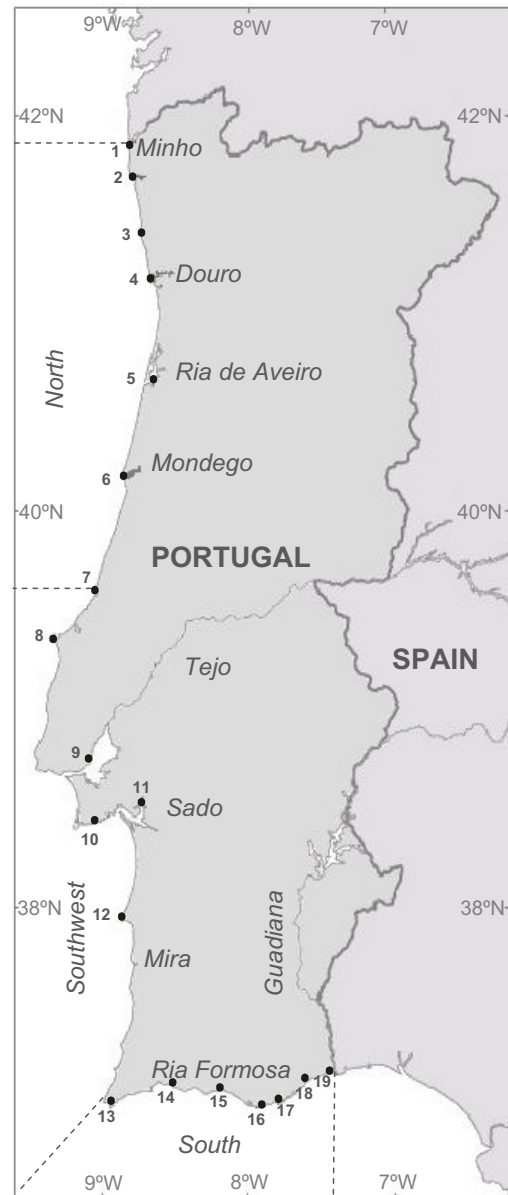 9ºW 8ºW 7ºW
42ºN 42ºN
1 Minho
2
3
4 Douro
North
5 Ria de Aveiro
6 Mondego
40ºN 40ºN
PORTUGAL
7
8
SPAIN
Tejo
9
11
Sado
10
38ºN 38ºN
12
Southwest
Mira
Guadiana
Ria Formosa
13 14 15 16 17 18 19
South
9ºW 8ºW 7ºW